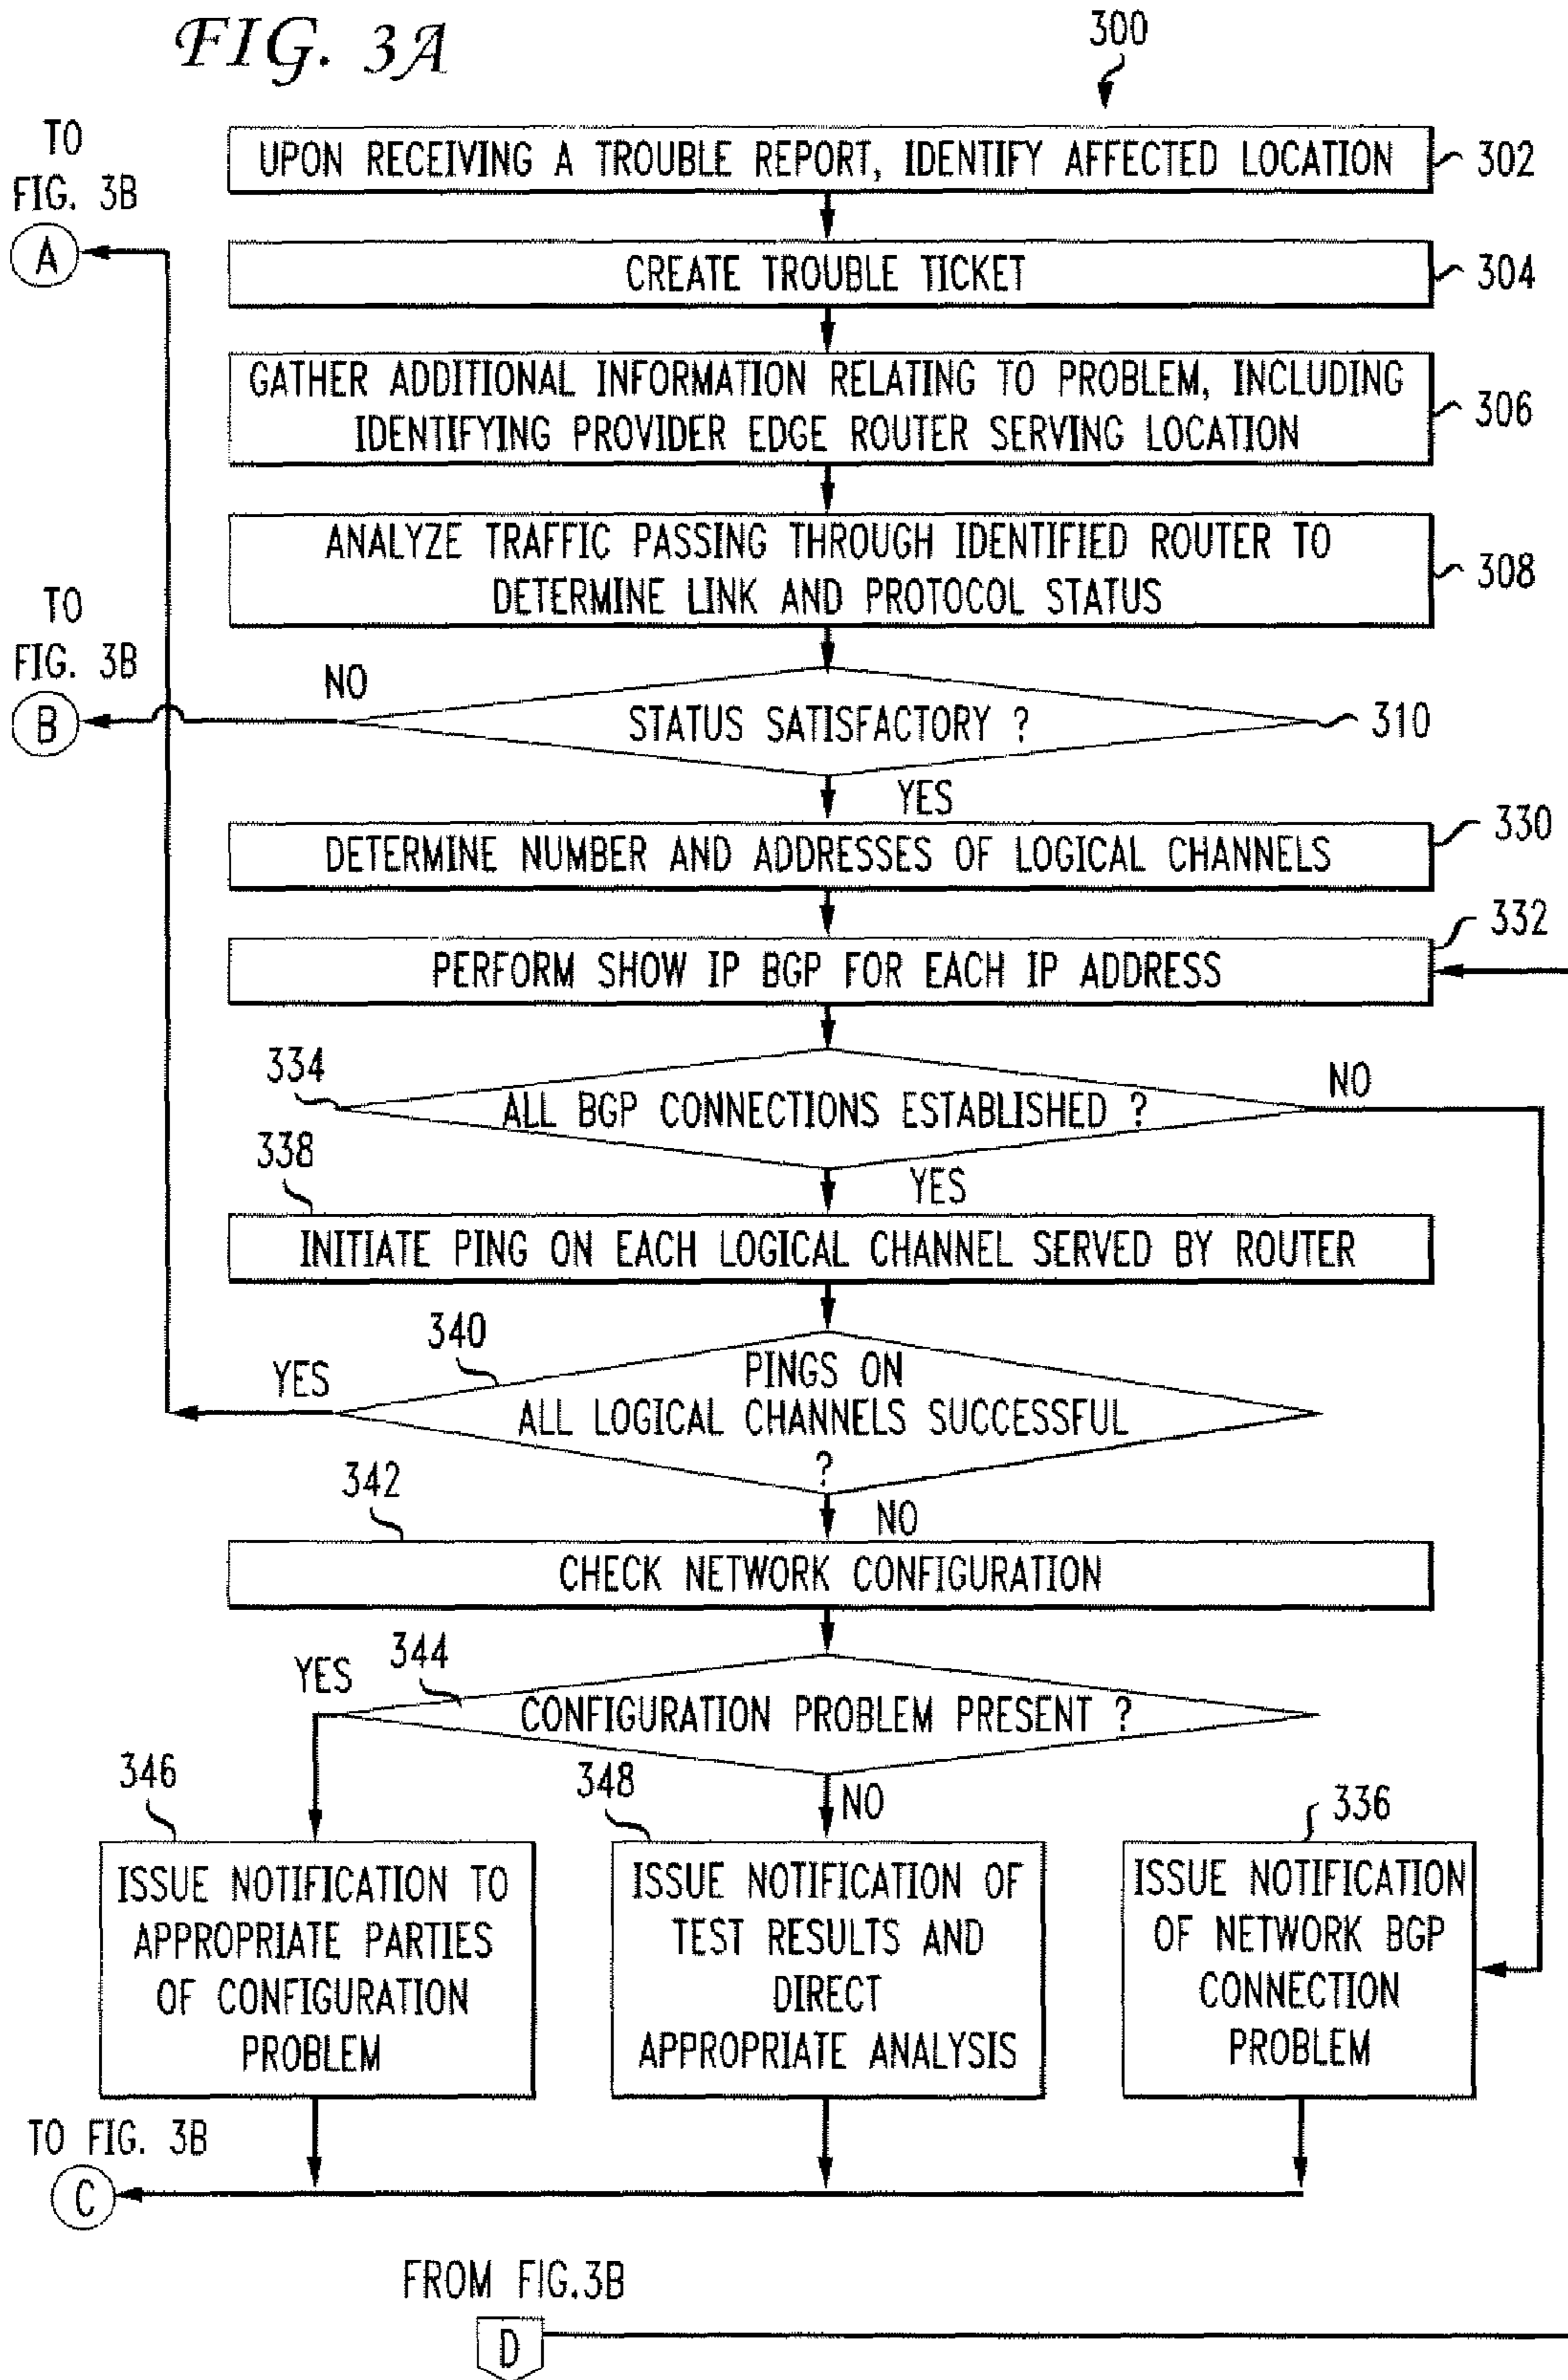 FIG. 3A
300
TO
FIG. 3B
A
UPON RECEIVING A TROUBLE REPORT, IDENTIFY AFFECTED LOCATION
302
CREATE TROUBLE TICKET
304
GATHER ADDITIONAL INFORMATION RELATING TO PROBLEM, INCLUDING
IDENTIFYING PROVIDER EDGE ROUTER SERVING LOCATION
306
ANALYZE TRAFFIC PASSING THROUGH IDENTIFIED ROUTER TO
DETERMINE LINK AND PROTOCOL STATUS
308
TO
FIG. 3B
B
NO
STATUS SATISFACTORY ?
310
YES
DETERMINE NUMBER AND ADDRESSES OF LOGICAL CHANNELS
330
PERFORM SHOW IP BGP FOR EACH IP ADDRESS
332
334
ALL BGP CONNECTIONS ESTABLISHED ?
NO
YES
338
INITIATE PING ON EACH LOGICAL CHANNEL SERVED BY ROUTER
340
YES
PINGS ON
ALL LOGICAL CHANNELS SUCCESSFUL
?
NO
342
CHECK NETWORK CONFIGURATION
344
YES
CONFIGURATION PROBLEM PRESENT ?
NO
346
ISSUE NOTIFICATION TO
APPROPRIATE PARTIES
OF CONFIGURATION
PROBLEM
348
ISSUE NOTIFICATION OF
TEST RESULTS AND
DIRECT
APPROPRIATE ANALYSIS
336
ISSUE NOTIFICATION
OF NETWORK BGP
CONNECTION
PROBLEM
TO FIG. 3B
C
FROM FIG.3B
D